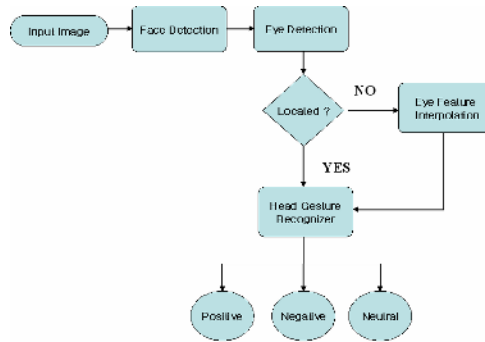 Input Image
Face Detection
Eye Detection
Located ?
NO
Eye Feature
Interpolation
YES
Head Gesture
Recognizer
Positive
Negative
Neutral